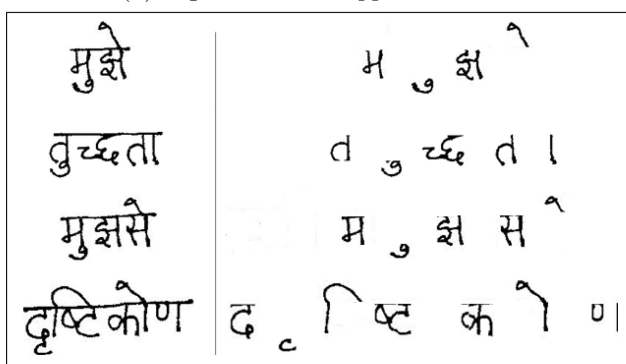 मुझे म ु झ े
तुच्छता त ु च्छ त ा
मुझसे म ु झ स े
दृष्टिकोण द ृ ि ष्ट क ो ण